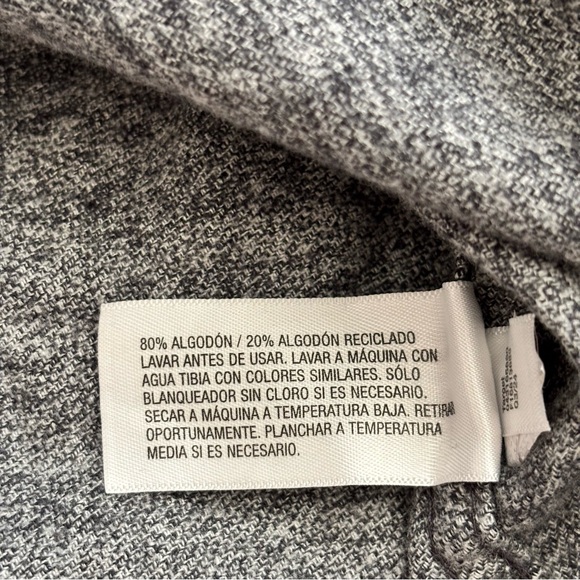 80% ALGODÓN / 20% ALGODÓN RECICLADO
LAVAR ANTES DE USAR. LAVAR A MÁQUINA CON
AGUA TIBIA CON COLORES SIMILARES. SÓLO
BLANQUEADOR SIN CLORO SI ES NECESARIO.
SECAR A MÁQUINA A TEMPERATURA BAJA. RETIRAR
OPORTUNAMENTE. PLANCHAR A TEMPERATURA
MEDIA SI ES NECESARIO.
Target